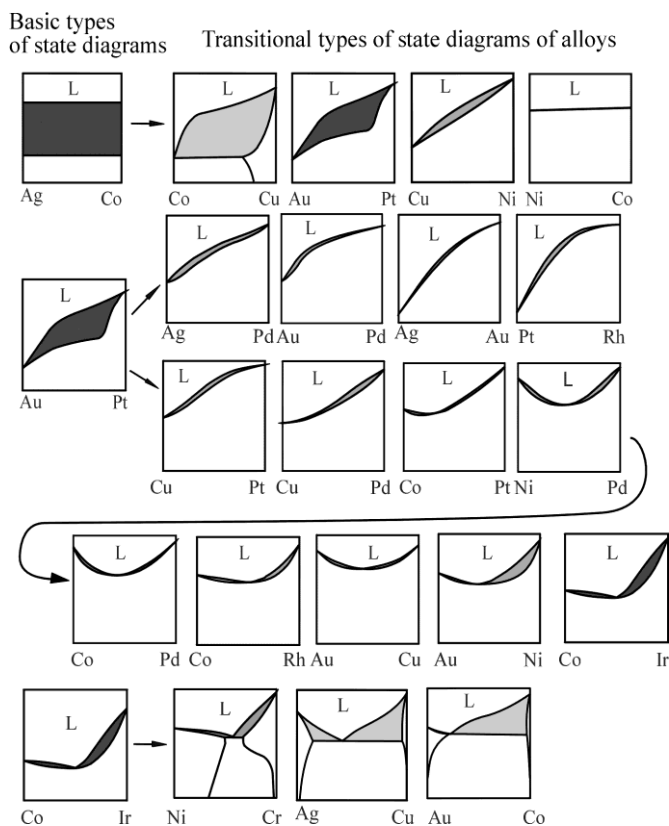 Basic types
of state diagrams
Transitional types of state diagrams of alloys
L L L L L
Ag Co Co Cu Au Pt Cu Ni Ni Co
L L L L
Ag Pd Au Pd Ag Au Pt Rh
L
Au Pt
L L L L
Cu Pt Cu Pd Co Pt Ni Pd
L L L L L
Co Pd Co Rh Au Cu Au Ni Co Ir
L L L L
Co Ir Ni Cr Ag Cu Au Co